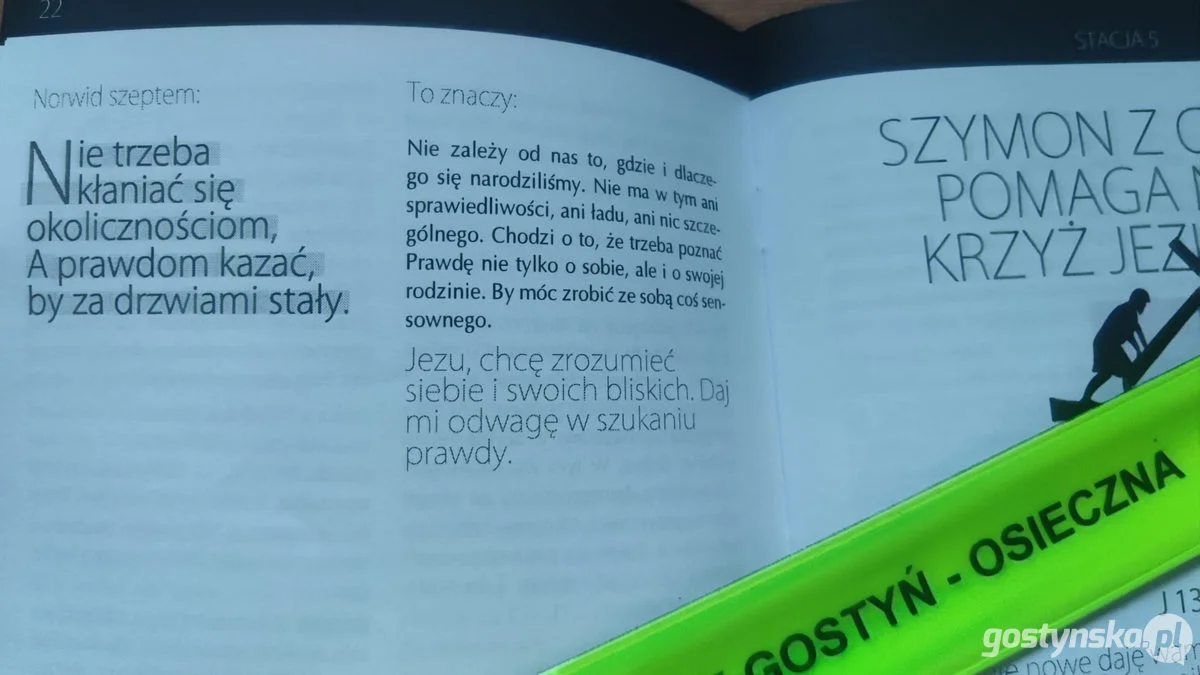 22
Norwid szeptem:
Nie trzeba
kłaniać się
okolicznościom,
A prawdom kazać,
by za drzwiami stały.
To znaczy:
Nie zależy od nas to, gdzie i dlacze-
go się narodziliśmy. Nie ma w tym ani
sprawiedliwości, ani ładu, ani nic szcze-
gólnego. Chodzi o to, że trzeba poznać
Prawdę nie tylko o sobie, ale i o swojej
rodzinie. By móc zrobić ze sobą coś sen-
sownego.
Jezu, chcę zrozumieć
siebie i swoich bliskich. Daj
mi odwagę w szukaniu
prawdy.
STACJA 5
SZYMON Z
POMAGA
KRZYŻ
GOSTYŃ - OSIECZNA
J 13
nowe daję wam
gostynska.pl